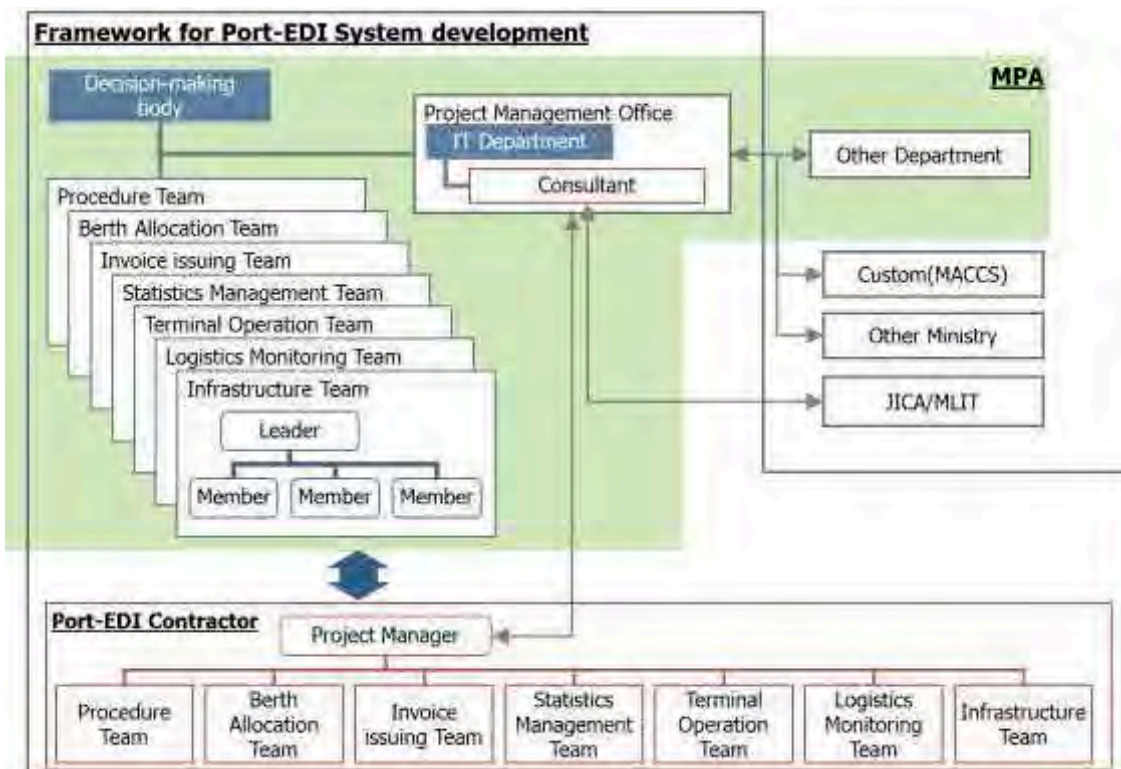 Framework for Port-EDI System development
MPA
Decision-making
body
Project Management Office
IT Department
Consultant
Other Department
Procedure Team
Berth Allocation Team
Invoice issuing Team
Statistics Management Team
Terminal Operation Team
Logistics Monitoring Team
Infrastructure Team
Leader
Member
Member
Member
Custom(MACCS)
Other Ministry
JICA/MLIT
Port-EDI Contractor
Project Manager
Procedure
Team
Berth
Allocation
Team
Invoice
issuing Team
Statistics
Management
Team
Terminal
Operation
Team
Logistics
Monitoring
Team
Infrastructure
Team